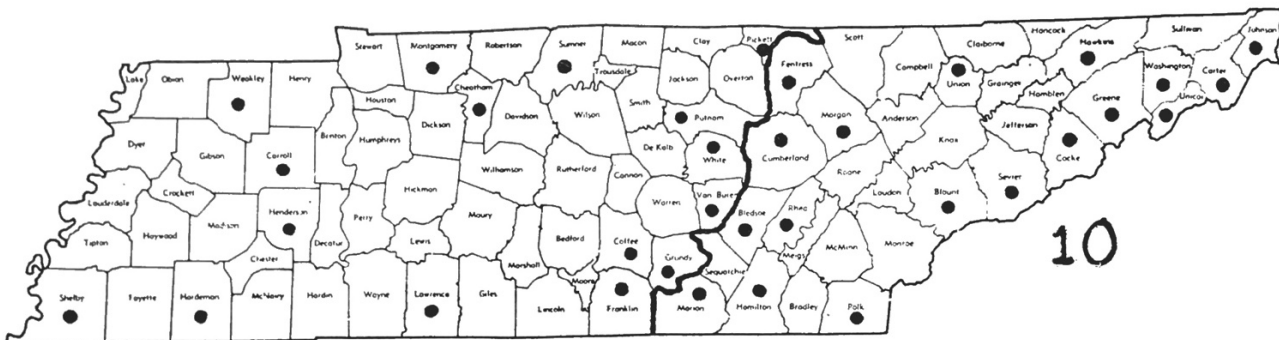 Stewart
Montgomery
Robertson
Sumner
Macon
Clay
Pickett
Scott
Claiborne
Hancock
Hawkins
Sullivan
Johnson
Lake
Obion
Weakley
Henry
Trousdale
Jackson
Overton
Fentress
Campbell
Union
Grainger
Hamblen
Washington
Carter
Unicoi
Greene
Houston
Cheatham
Smith
Putnam
Morgan
Anderson
Jefferson
Dyer
Gibson
Carroll
Benton
Humphreys
Dickson
Davidson
Wilson
De Kalb
White
Cumberland
Knox
Cocke
Crockett
Williamson
Rutherford
Cannon
Roane
Sevier
Lauderdale
Hickman
Warren
Van Buren
Loudon
Blount
Haywood
Madison
Henderson
Perry
Maury
Bledsoe
Rhea
Tipton
Decatur
Lewis
Bedford
Coffee
McMinn
Monroe
10
Chester
Marshall
Grundy
Sequatchie
Meigs
Moore
Shelby
Fayette
Hardeman
McNairy
Hardin
Wayne
Lawrence
Giles
Lincoln
Franklin
Marion
Hamilton
Bradley
Polk